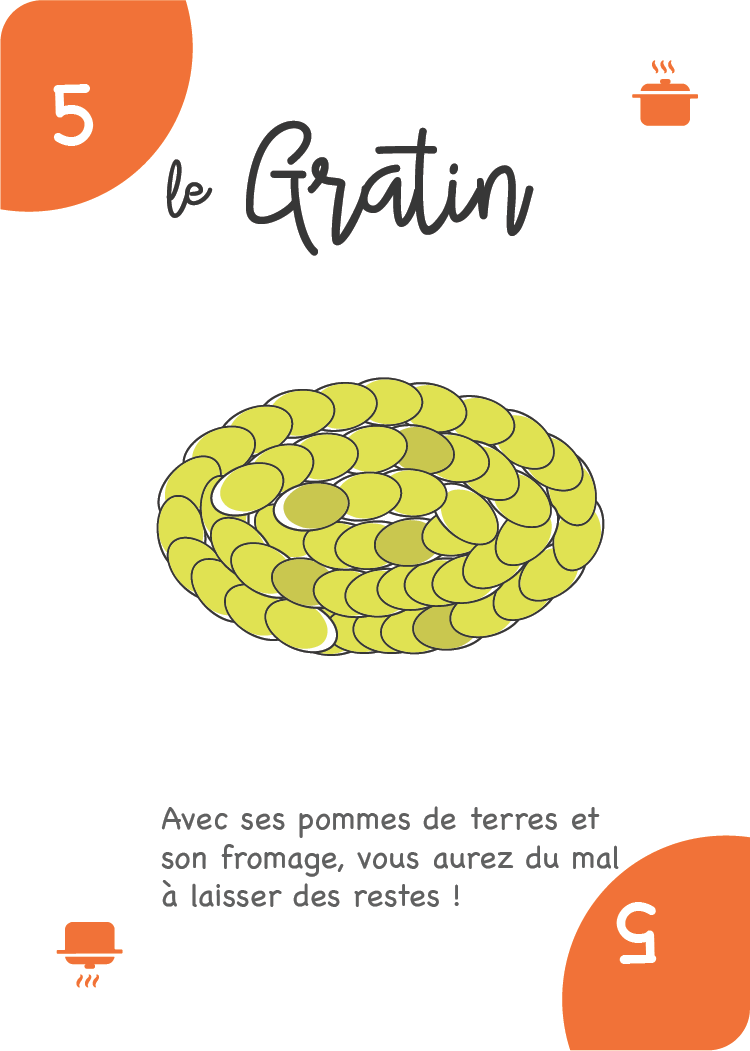 5
le Gratin
Avec ses pommes de terres et
son fromage, vous aurez du mal
à laisser des restes !
5